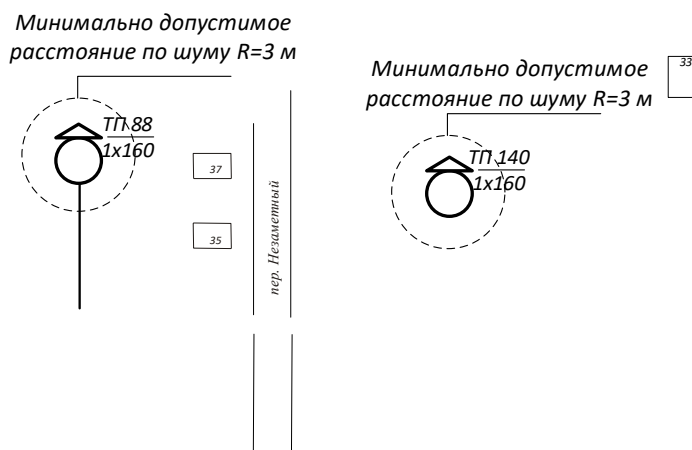 Минимально допустимое
расстояние по шуму R=3 м
ТП 88
1х160
37
35
пер. Незаметный
Минимально допустимое
расстояние по шуму R=3 м
ТП 140
1х160
33